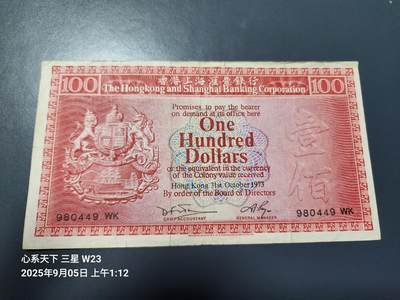 100 香港上海滙豐銀行 100
The Hongkong and Shanghai Banking Corporation
Promises to pay the bearer
on demand at its office here
One
Hundred
Dollars
or the equivalent in the currency
of the Colony value received
Hong Kong 31st October 1973
By order of the Board of Directors
壹佰
980449 WK
980449 WK
CHIEF ACCOUNTANT
GENERAL MANAGER
心系天下 三星 W23
2025年9月05日 上午1:12